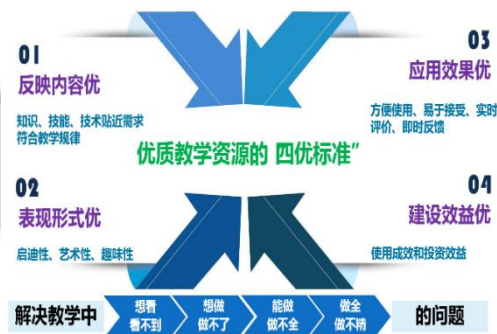 01
反映内容优
知识、技能、技术贴近需求
符合教学规律
03
应用效果优
方便使用、易于接受、实时
评价、即时反馈
优质教学资源的 四优标准”
02
表现形式优
启迪性、艺术性、趣味性
04
建设效益优
使用成效和投资效益
解决教学中
想看
看不到
想做
做不了
能做
做不全
做全
做不精
的问题